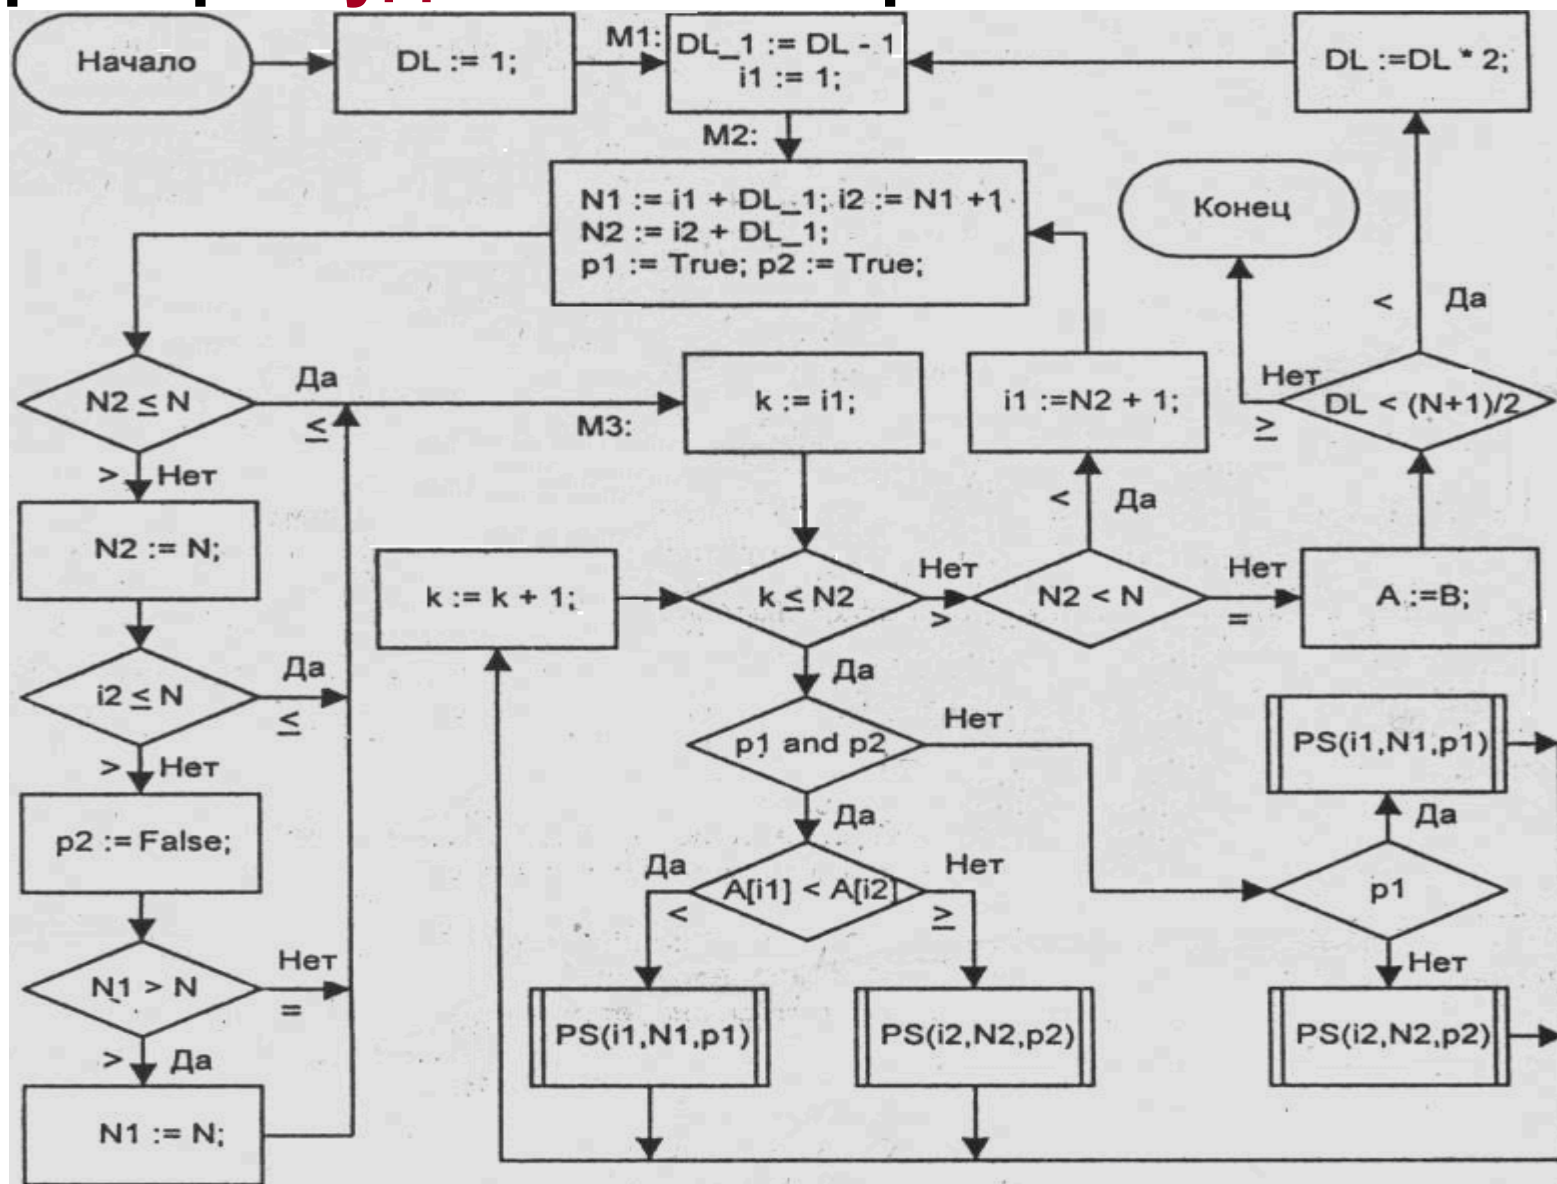 Начало
DL := 1;
M1:
DL_1 := DL - 1
i1 := 1;
DL :=DL * 2;
M2:
N1 := i1 + DL_1; i2 := N1 +1
N2 := i2 + DL_1;
p1 := True; p2 := True;
Конец
< Да
N2 ≤ N
Да
≤
M3:
k := i1;
i1 :=N2 + 1;
Нет
≥
DL < (N+1)/2
> Нет
< Да
N2 := N;
k := k + 1;
k ≤ N2
Нет
>
N2 < N
Нет
=
A :=B;
i2 ≤ N
Да
≤
Да
p1 and p2
Нет
PS(i1,N1,p1)
> Нет
p2 := False;
Да
Да
<
A[i1] < A[i2]
Нет
≥
Да
p1
N1 > N
Нет
=
Нет
PS(i1,N1,p1)
PS(i2,N2,p2)
PS(i2,N2,p2)
> Да
N1 := N;